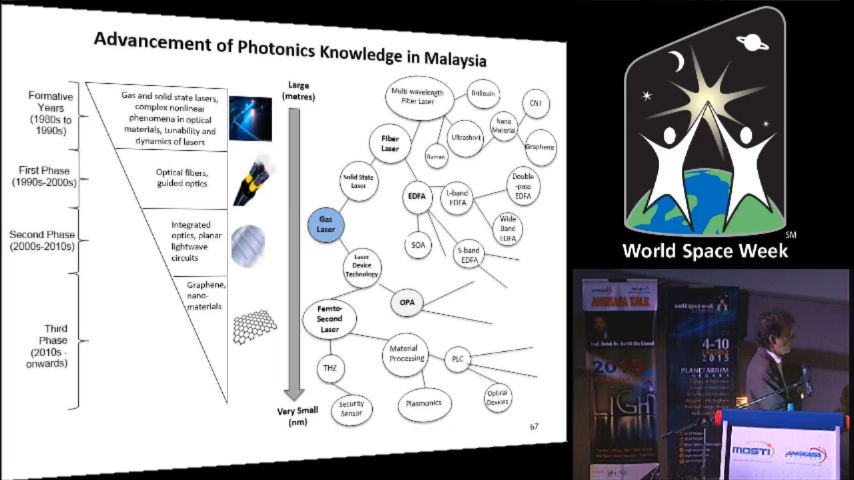 Advancement of Photonics Knowledge in Malaysia
Formative
Years
(1980s to
1990s)
Gas and solid state lasers,
complex nonlinear
phenomena in optical
materials, tunability and
dynamics of lasers
First Phase
(1990s-2000s)
Optical fibers,
guided optics
Second Phase
(2000s-2010s)
Integrated
optics, planar
lightwave
circuits
Third
Phase
(2010s -
onwards)
Graphene,
nano-
materials
Large
(metres)
Very Small
(nm)
Multi wavelength
Fiber Laser
Brilouin
CNT
Nano
Material
Graphene
Ultrashort
Raman
Fiber
Laser
Solid State
Laser
EDFA
L-band
EDFA
Double
-pass
EDFA
Wide
Band
EDFA
SOA
S-band
EDFA
Gas
Laser
Laser
Device
Technology
OPA
Femto-
Second
Laser
Material
Processing
PLC
THZ
Security
Sensor
Plasmonics
Optical
Devices
67
SM
World Space Week
ANGKASA TALK
2015
LIGH
4-10
2015
PLANETARIUM
NEGARA
MOSTI
ANGKASA